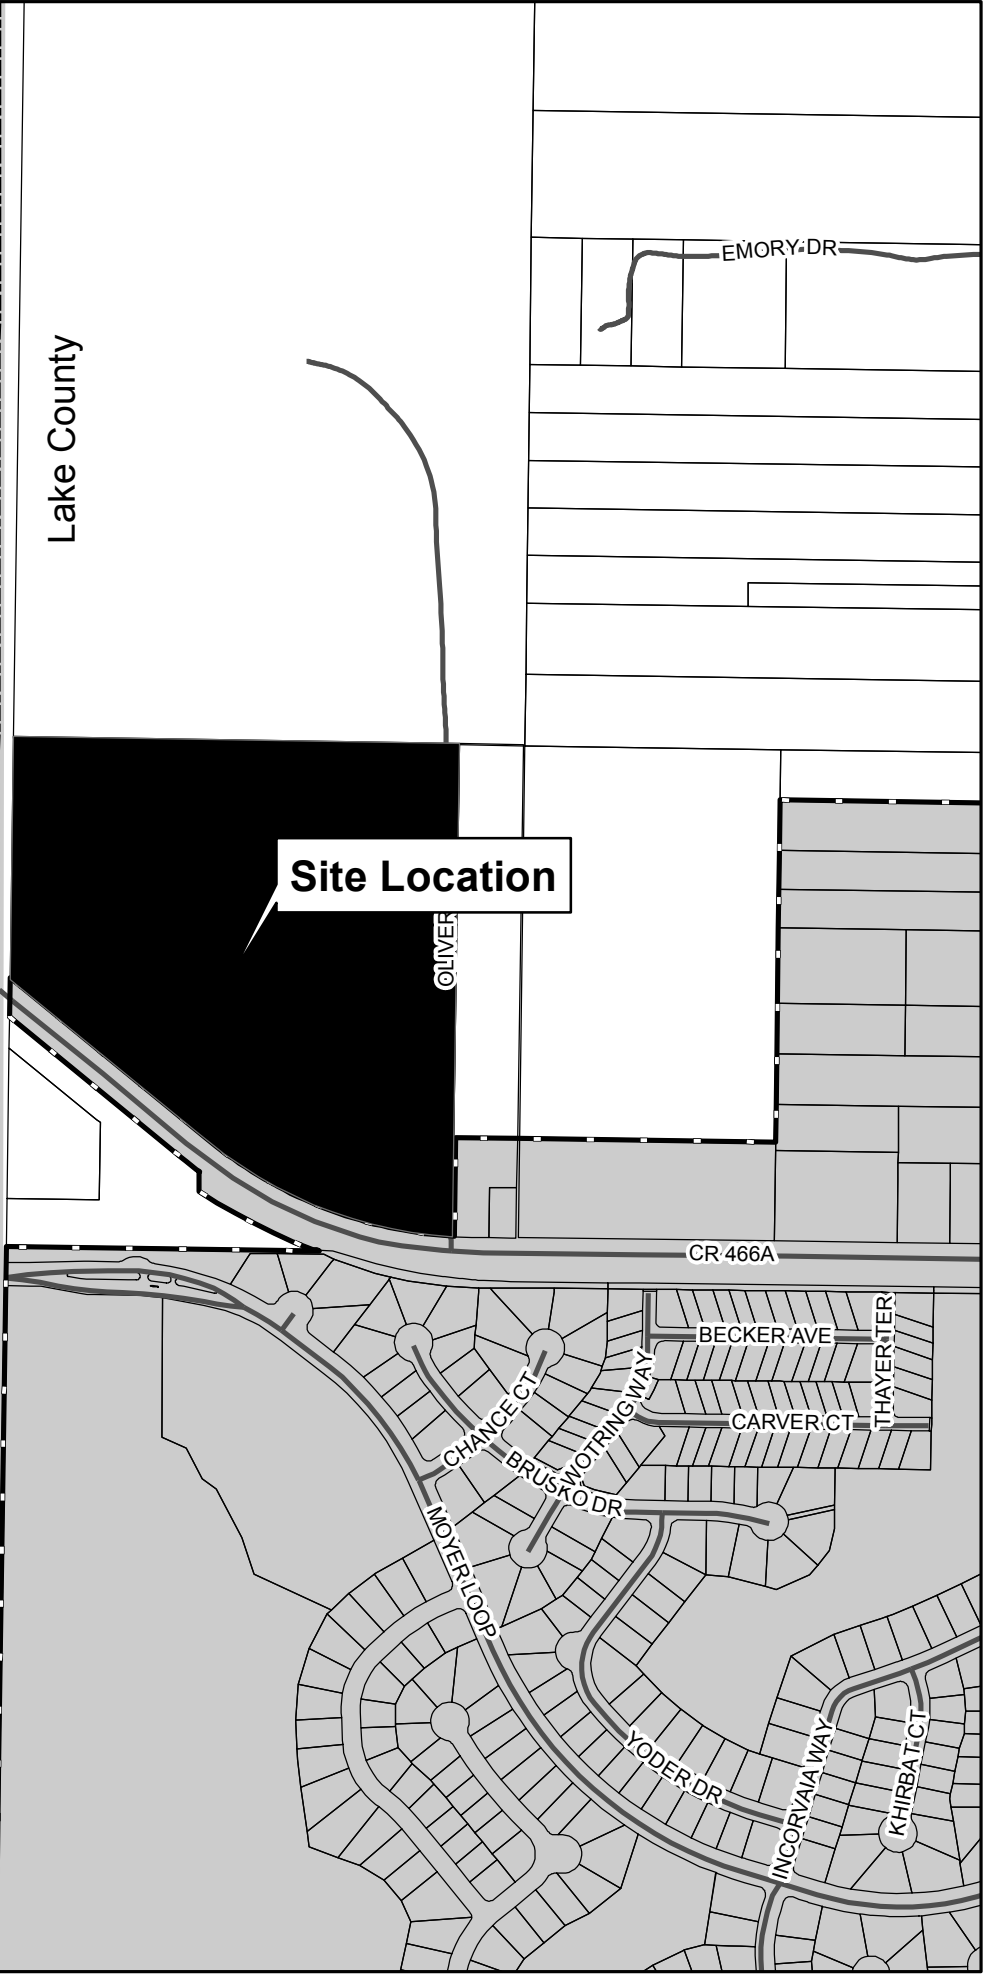 EMORY DR
Lake County
Site Location
OLIVER
CR 466A
BECKER AVE
THAYER TER
WOTRING WAY
CHANCE CT
CARVER CT
BRUSKO DR
MOYER LOOP
YODER DR
INCORVAIA WAY
KHIRBAT CT